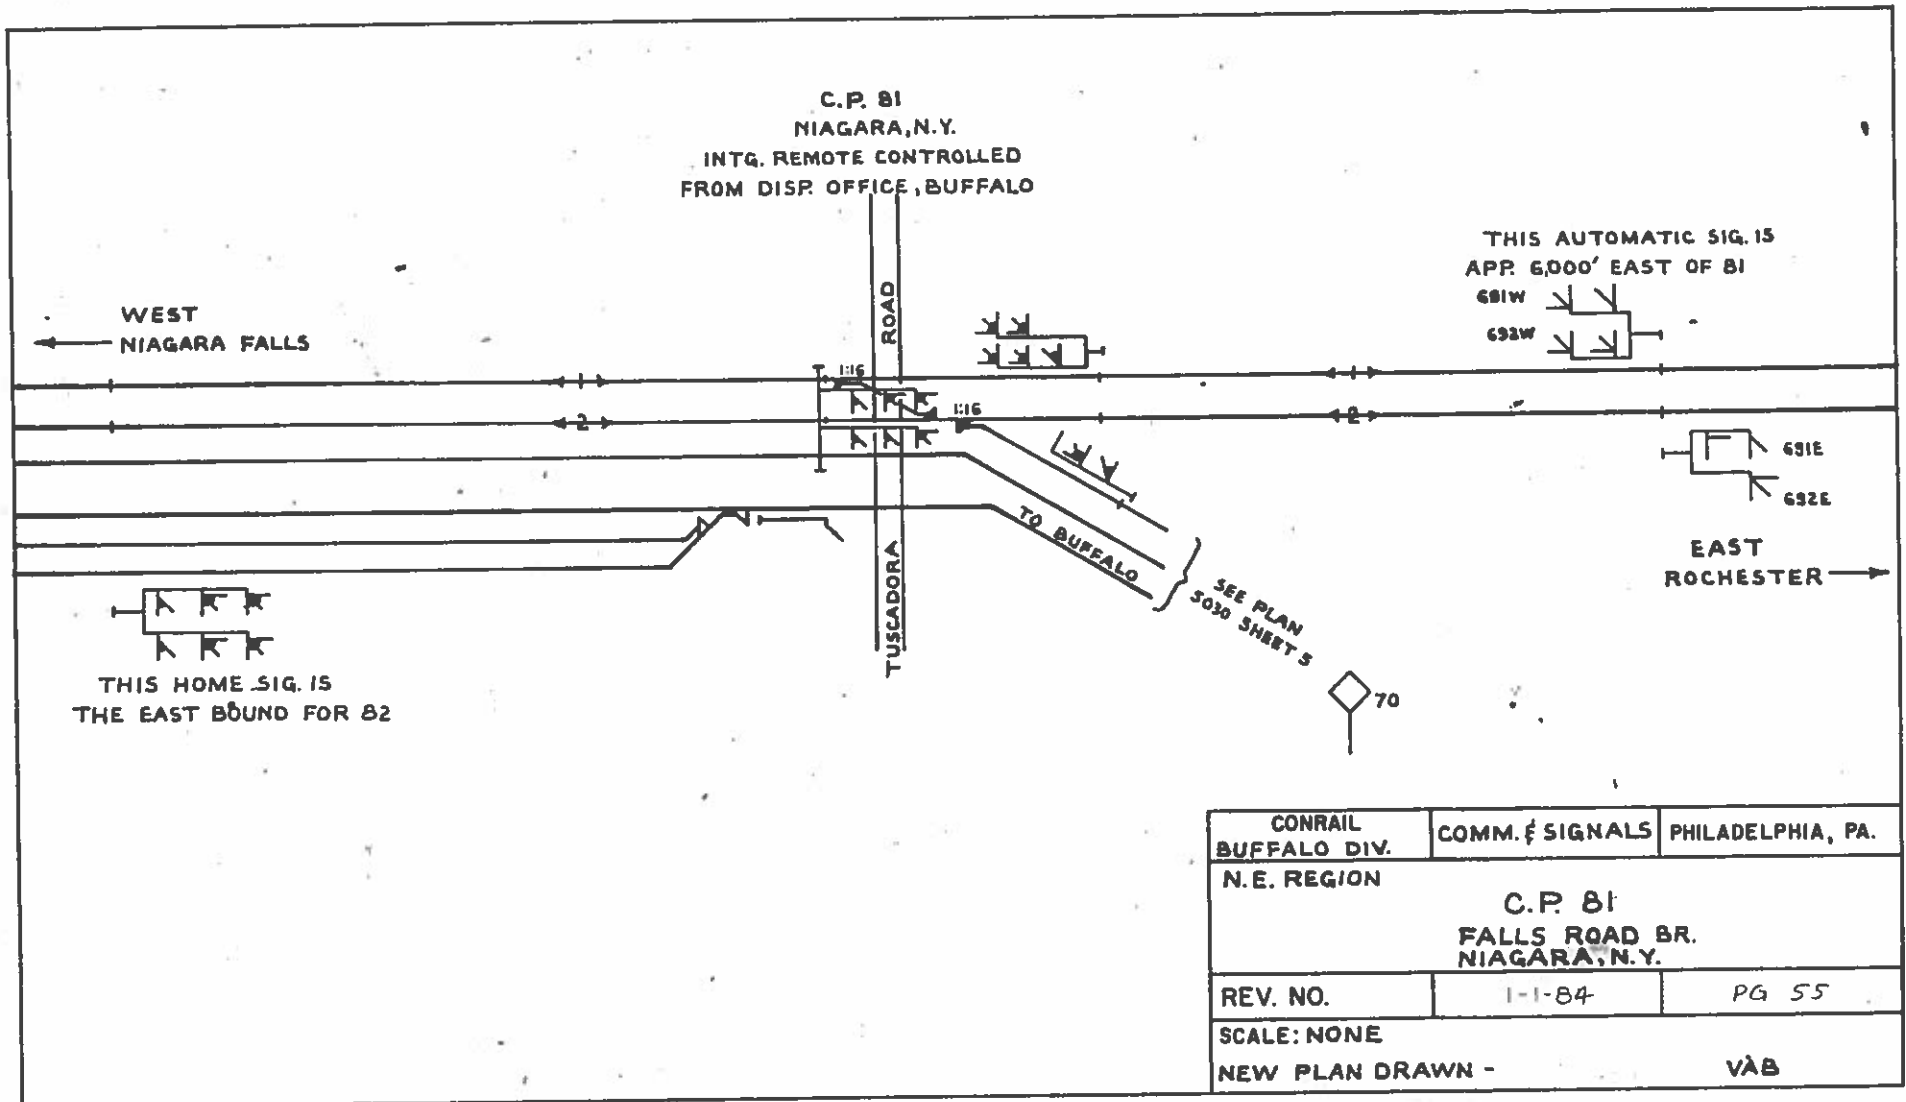 C.P. 81
NIAGARA, N.Y.
INTG. REMOTE CONTROLLED
FROM DISP. OFFICE, BUFFALO
THIS AUTOMATIC SIG. IS
APP. 6,000' EAST OF 81
691W
692W
WEST
NIAGARA FALLS
ROAD
1:16
1
1
1:16
2
2
691E
692E
TO BUFFALO
TUSCADORA
EAST
ROCHESTER
SEE PLAN
5030 SHEET 5
THIS HOME SIG. IS
THE EAST BOUND FOR 82
70
CONRAIL
BUFFALO DIV.
COMM. & SIGNALS
PHILADELPHIA, PA.
N.E. REGION
C.P. 81
FALLS ROAD BR.
NIAGARA, N.Y.
REV. NO.
1-1-84
PG 55
SCALE: NONE
NEW PLAN DRAWN - VAB